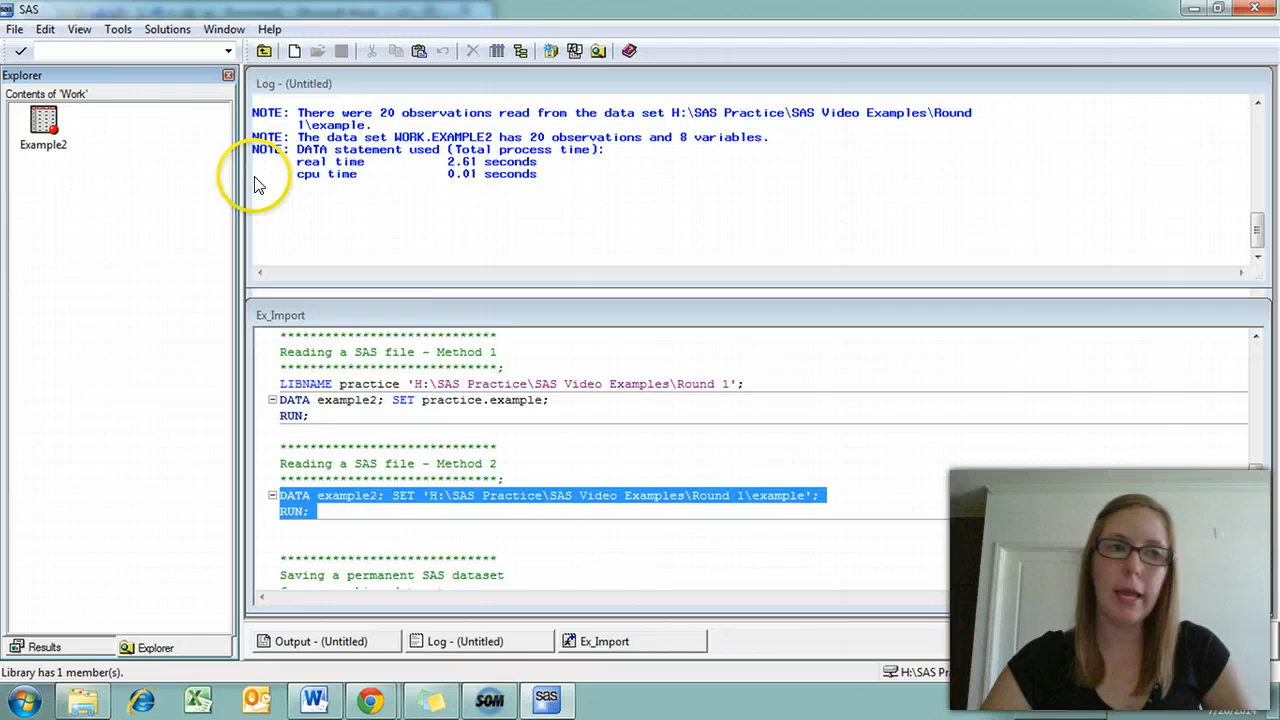 SAS
File Edit View Tools Solutions Window Help
Explorer
Contents of 'Work'
Example2
Log - (Untitled)
NOTE: There were 20 observations read from the data set H:\SAS Practice\SAS Video Examples\Round
1\example.
NOTE: The data set WORK.EXAMPLE2 has 20 observations and 8 variables.
NOTE: DATA statement used (Total process time):
real time 2.61 seconds
cpu time 0.01 seconds
Ex_Import
*****************************
Reading a SAS file - Method 1
*****************************;
LIBNAME practice 'H:\SAS Practice\SAS Video Examples\Round 1';
DATA example2; SET practice.example;
RUN;
*****************************
Reading a SAS file - Method 2
*****************************;
DATA example2; SET 'H:\SAS Practice\SAS Video Examples\Round 1\example';
RUN;
*****************************
Saving a permanent SAS dataset
Results Explorer
Output - (Untitled) Log - (Untitled) Ex_Import
Library has 1 member(s). H:\SAS Pr
SOM sas